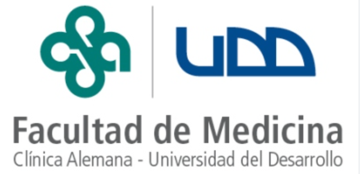 UDD
Facultad de Medicina
Clínica Alemana - Universidad del Desarrollo